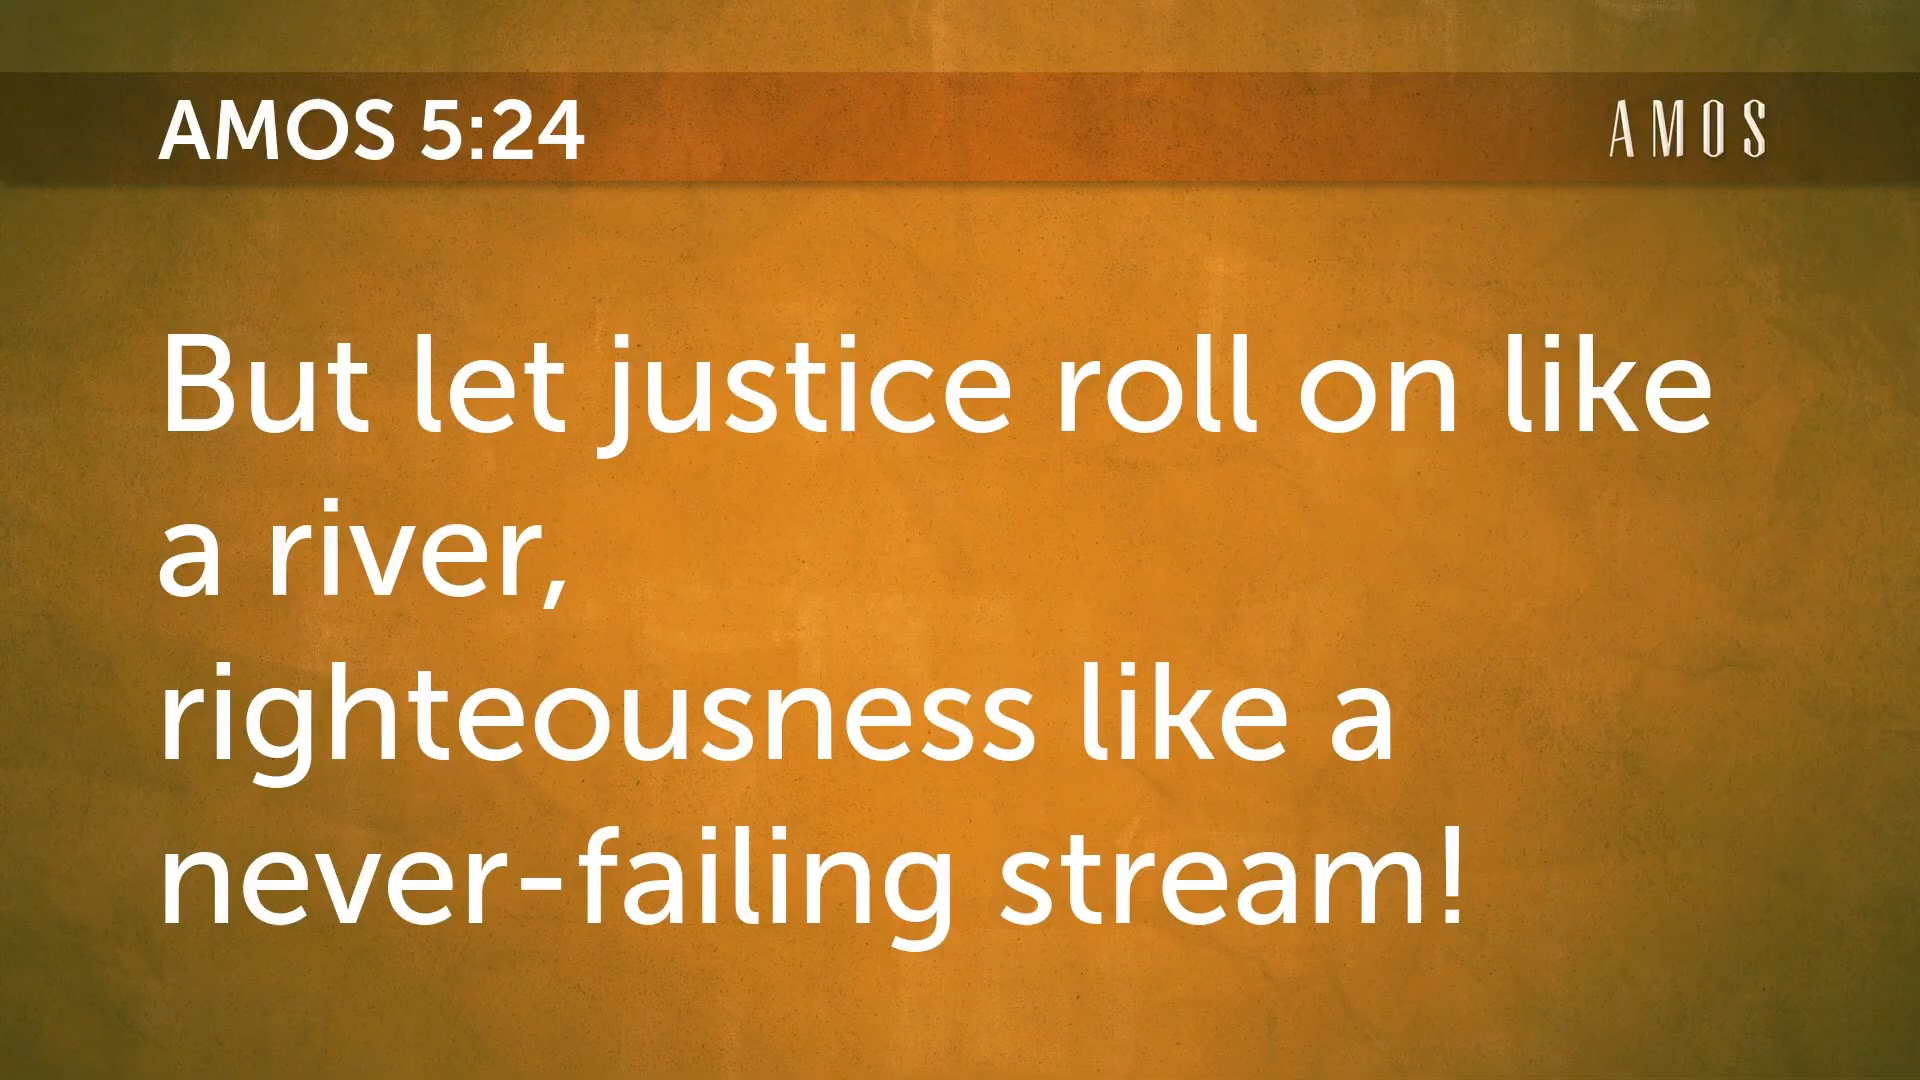 AMOS 5:24
AMOS
But let justice roll on like
a river,
righteousness like a
never-failing stream!